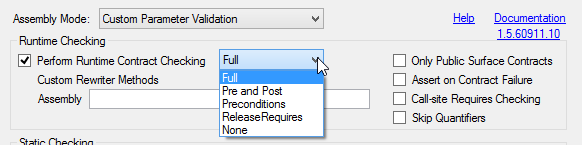 Assembly Mode: Custom Parameter Validation Help Documentation
1.5.60911.10
Runtime Checking
Perform Runtime Contract Checking Full Only Public Surface Contracts
Full
Custom Rewriter Methods Pre and Post Assert on Contract Failure
Assembly Preconditions Call-site Requires Checking
ReleaseRequires
None Skip Quantifiers
Static Checking